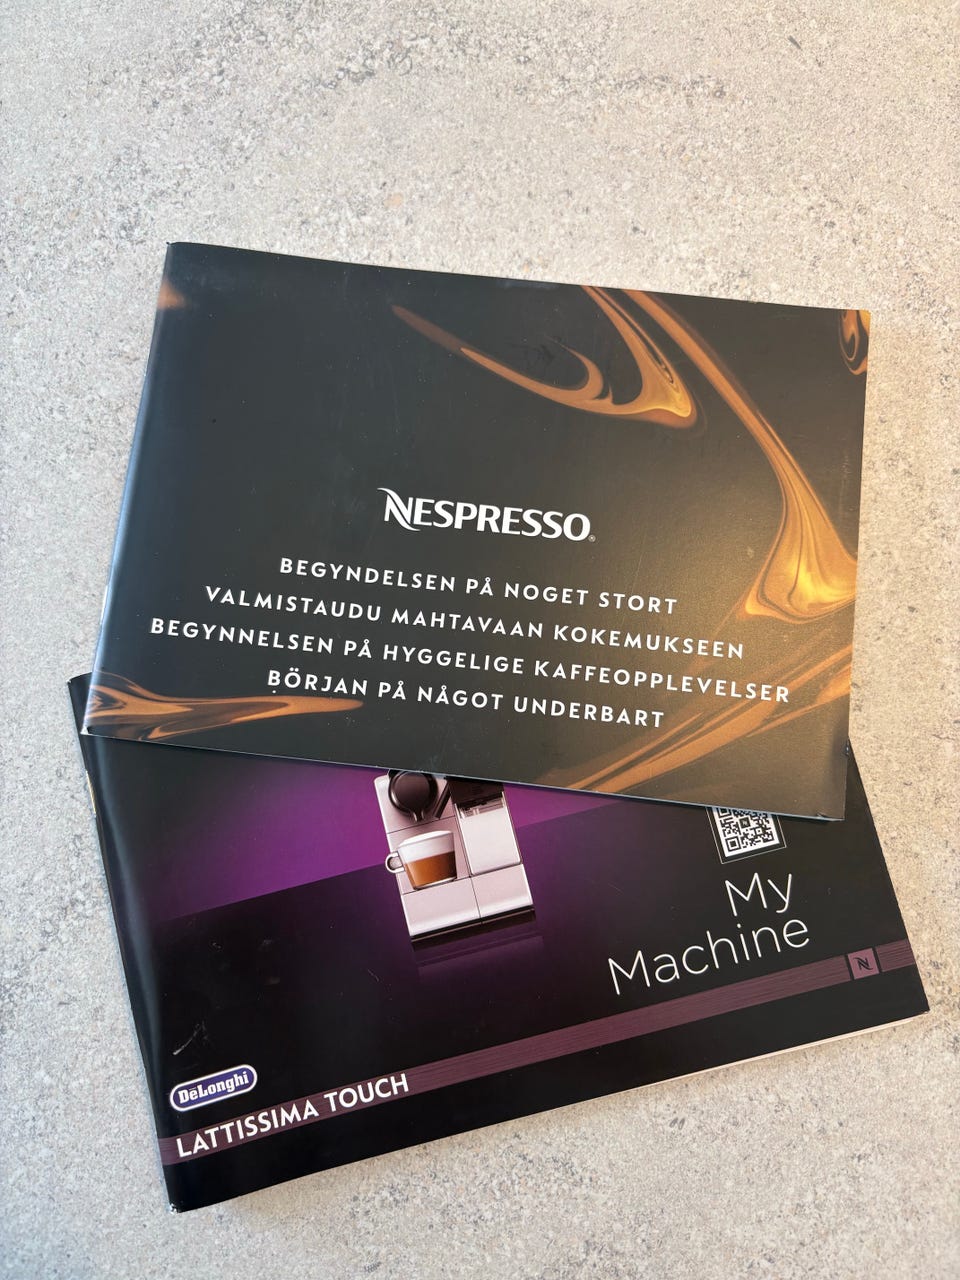 NESPRESSO®
BEGYNDELSEN PÅ NOGET STORT
VALMISTAUDU MAHTAVAAN KOKEMUKSEEN
BEGYNNELSEN PÅ HYGGELIGE KAFFEOPPLEVELSER
BÖRJAN PÅ NÅGOT UNDERBART
My
Machine
N
DeLonghi
LATTISSIMA TOUCH